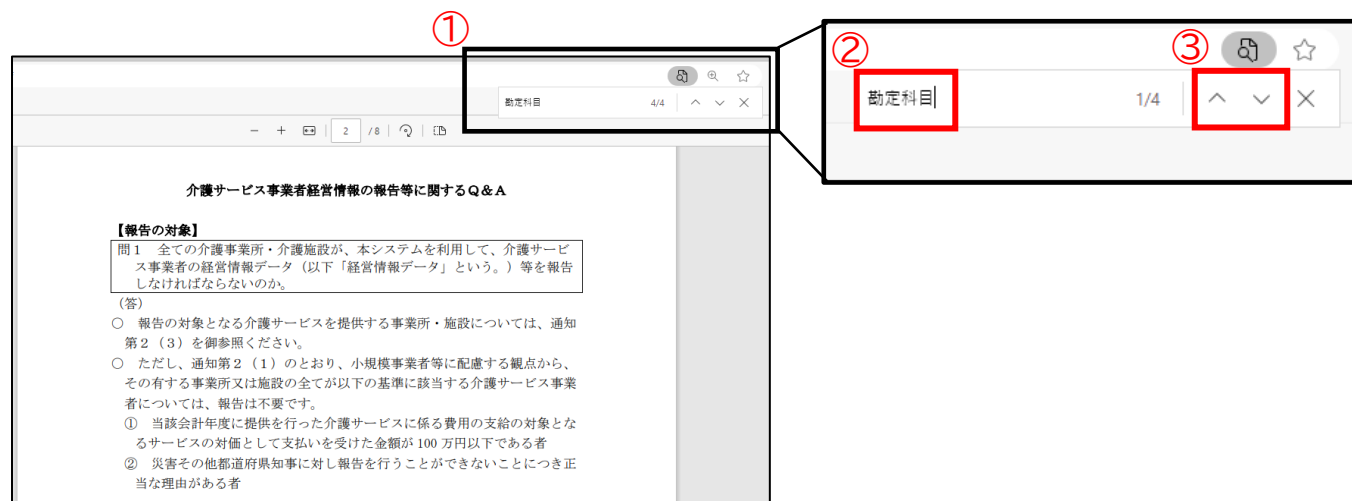 ①
勘定科目 4/4
2 / 8
介護サービス事業者経営情報の報告等に関するQ&A
【報告の対象】
問1 全ての介護事業所・介護施設が、本システムを利用して、介護サービ
ス事業者の経営情報データ（以下「経営情報データ」という。）等を報告
しなければならないのか。
（答）
○ 報告の対象となる介護サービスを提供する事業所・施設については、通知
第2（3）を御参照ください。
○ ただし、通知第2（1）のとおり、小規模事業者等に配慮する観点から、
その有する事業所又は施設の全てが以下の基準に該当する介護サービス事業
者については、報告は不要です。
① 当該会計年度に提供を行った介護サービスに係る費用の支給の対象とな
るサービスの対価として支払いを受けた金額が 100 万円以下である者
② 災害その他都道府県知事に対し報告を行うことができないことにつき正
当な理由がある者
② ③
勘定科目 1/4